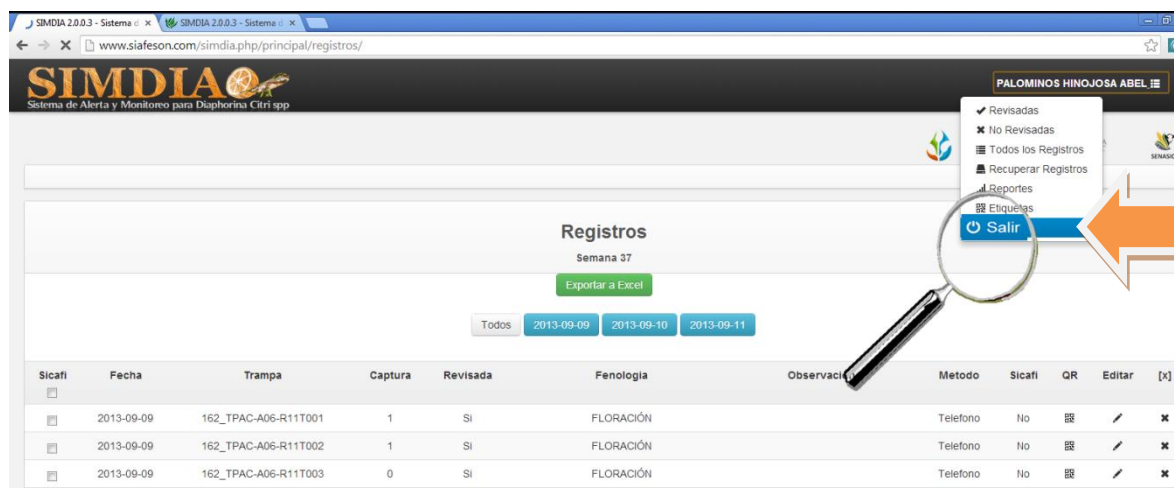 SIMDIA 2.0.0.3 - Sistema d
SIMDIA 2.0.0.3 - Sistema d
www.siafeson.com/simdia.php/principal/registros/
SIMDIA
Sistema de Alerta y Monitoreo para Diaphorina Citri spp
PALOMINOS HINOJOSA ABEL
Revisadas
No Revisadas
Todos los Registros
Recuperar Registros
Reportes
Etiquetas
Salir
Registros
Semana 37
Exportar a Excel
Todos 2013-09-09 2013-09-10 2013-09-11
Sicafi Fecha Trampa Captura Revisada Fenologia Observaci Metodo Sicafi QR Editar [x]
2013-09-09 162_TPAC-A06-R11T001 1 Si FLORACIÓN Telefono No
2013-09-09 162_TPAC-A06-R11T002 1 Si FLORACIÓN Telefono No
2013-09-09 162_TPAC-A06-R11T003 0 Si FLORACIÓN Telefono No